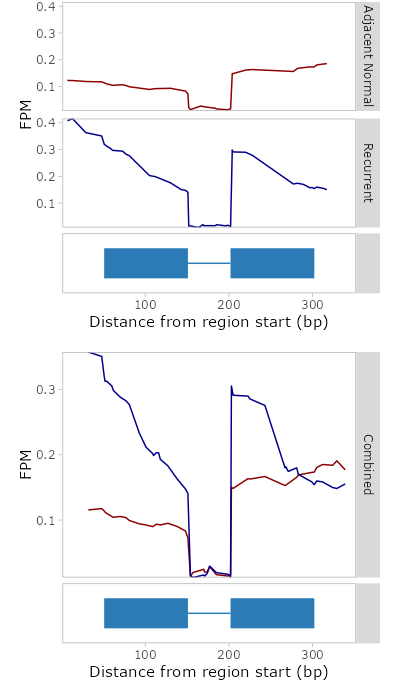 0.4
0.3
0.2
0.1
Adjacent Normal
FPM
0.4
0.3
0.2
0.1
Recurrent
100
200
300
Distance from region start (bp)
0.3
0.2
0.1
FPM
Combined
100
200
300
Distance from region start (bp)